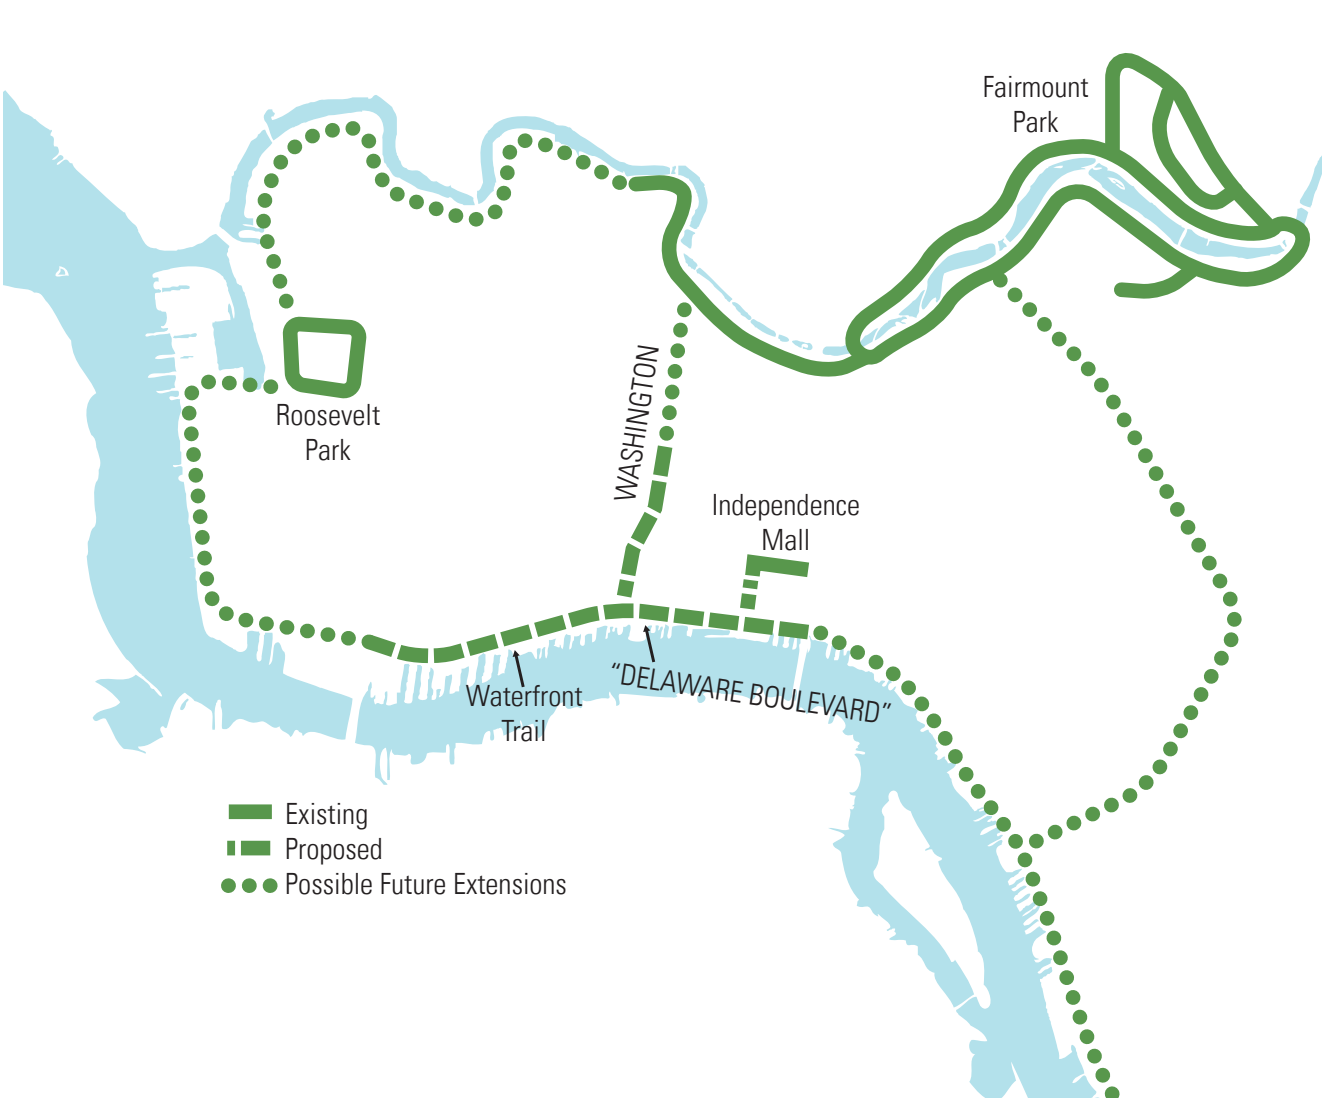 Fairmount
Park
Roosevelt
Park
WASHINGTON
Independence
Mall
"DELAWARE BOULEVARD"
Waterfront
Trail
Existing
Proposed
Possible Future Extensions